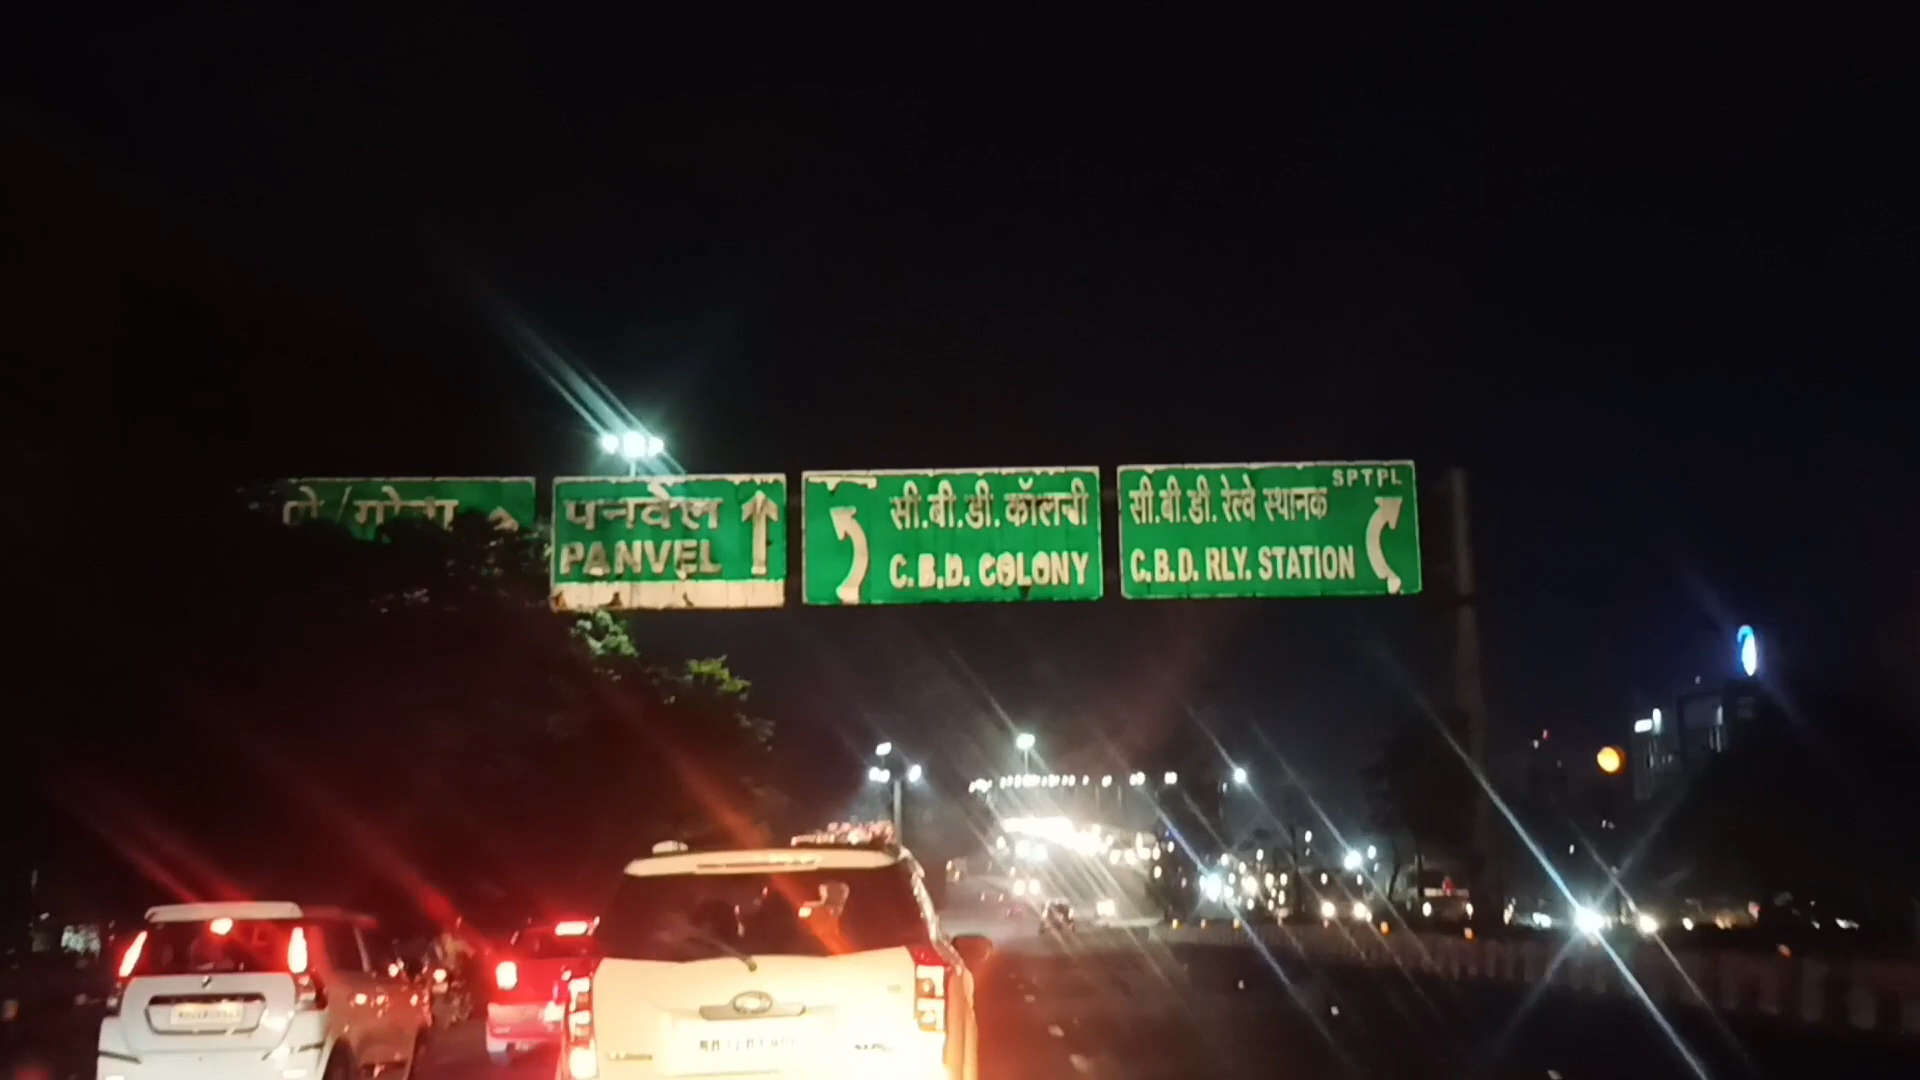 /गोवा
पनवेल
PANVEL
सी.बी.डी. कॉलनी
C.B.D. COLONY
SPTPL
सी.बी.डी. रेल्वे स्थानक
C.B.D. RLY. STATION